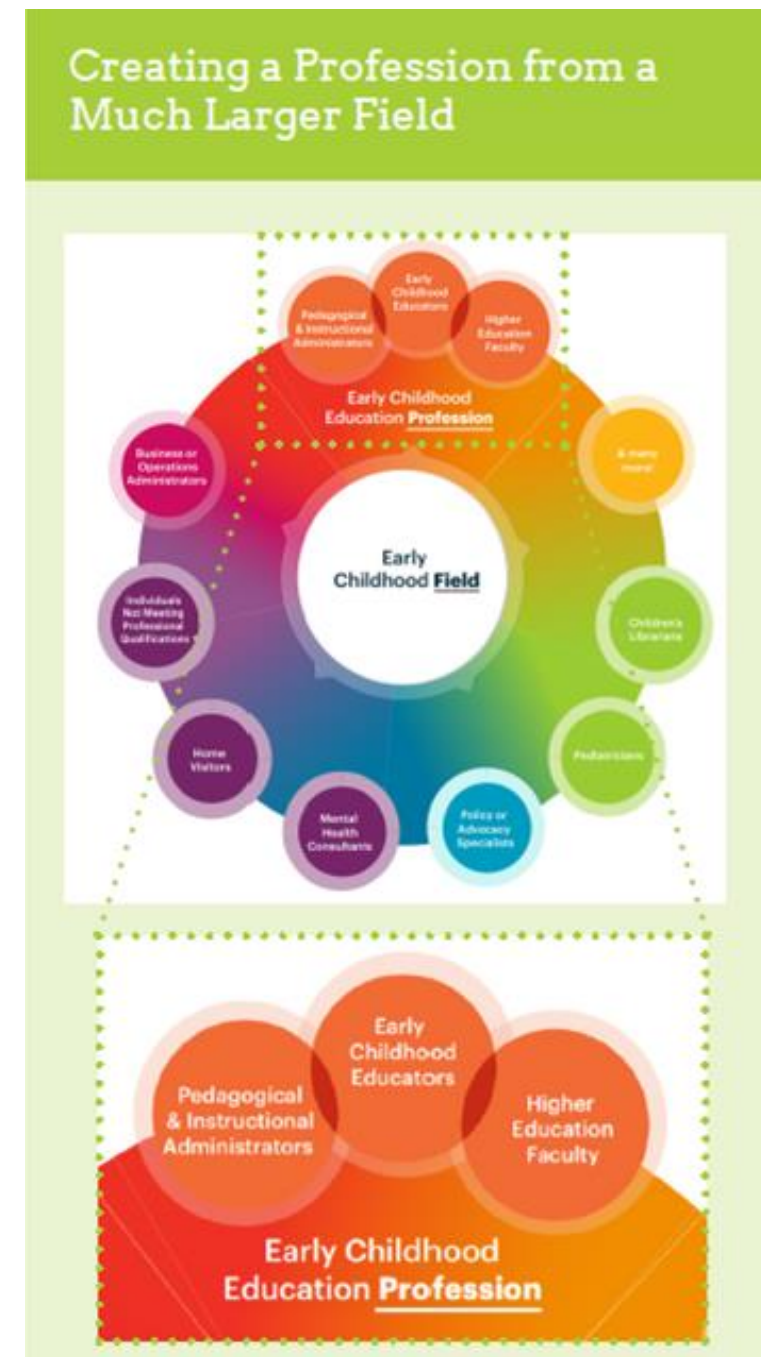 Creating a Profession from a
Much Larger Field
Early
Childhood
Educators
Pedagogical
& Instructional
Administrators
Higher
Education
Faculty
Early Childhood
Education Profession
Business or
Operations
Administrators
& many
more!
Early
Childhood Field
Individuals
Not Meeting
Professional
Qualifications
Children's
Librarians
Home
Visitors
Pediatricians
Mental
Health
Consultants
Policy or
Advocacy
Specialists
Early
Childhood
Educators
Pedagogical
& Instructional
Administrators
Higher
Education
Faculty
Early Childhood
Education Profession